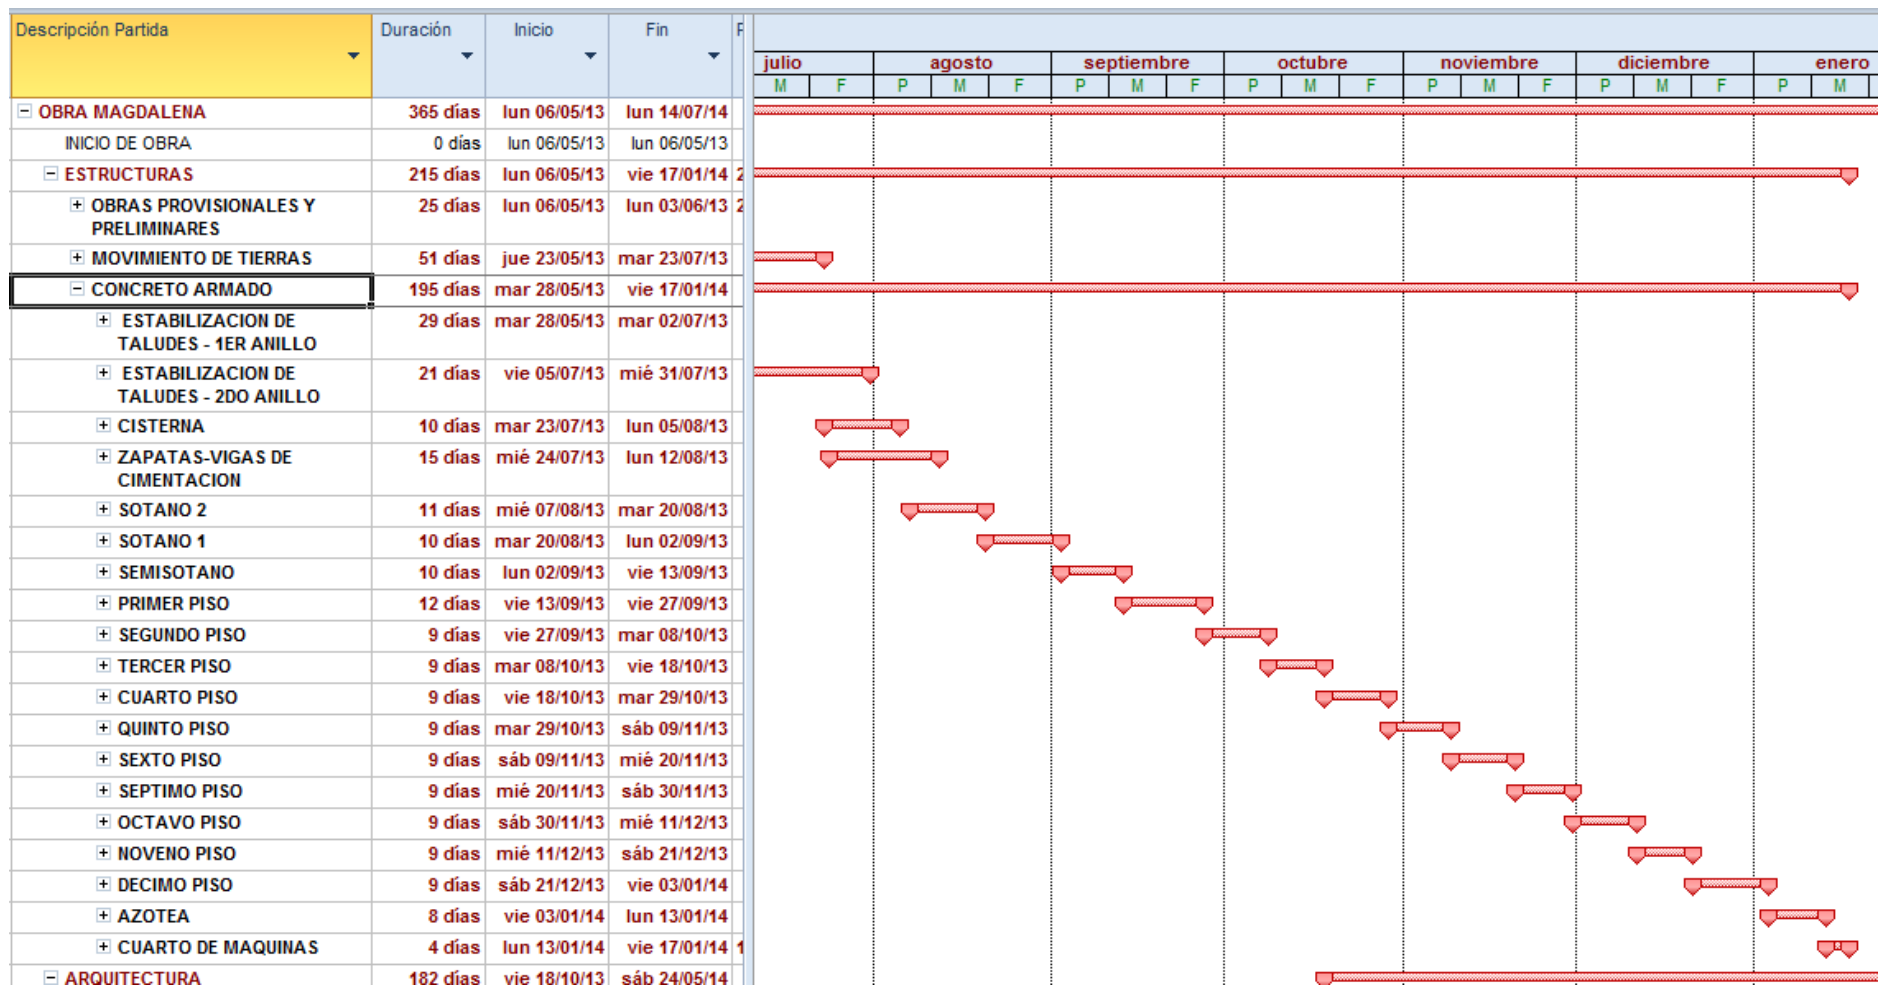 Descripción Partida Duración Inicio Fin
julio agosto septiembre octubre noviembre diciembre enero
M F P M F P M F P M F P M F P M F P M
OBRA MAGDALENA 365 días lun 06/05/13 lun 14/07/14
INICIO DE OBRA 0 días lun 06/05/13 lun 06/05/13
ESTRUCTURAS 215 días lun 06/05/13 vie 17/01/14 2
OBRAS PROVISIONALES Y 25 días lun 06/05/13 lun 03/06/13 2
PRELIMINARES
MOVIMIENTO DE TIERRAS 51 días jue 23/05/13 mar 23/07/13
CONCRETO ARMADO 195 días mar 28/05/13 vie 17/01/14
ESTABILIZACION DE 29 días mar 28/05/13 mar 02/07/13
TALUDES - 1ER ANILLO
ESTABILIZACION DE 21 días vie 05/07/13 mié 31/07/13
TALUDES - 2DO ANILLO
CISTERNA 10 días mar 23/07/13 lun 05/08/13
ZAPATAS-VIGAS DE 15 días mié 24/07/13 lun 12/08/13
CIMENTACION
SOTANO 2 11 días mié 07/08/13 mar 20/08/13
SOTANO 1 10 días mar 20/08/13 lun 02/09/13
SEMISOTANO 10 días lun 02/09/13 vie 13/09/13
PRIMER PISO 12 días vie 13/09/13 vie 27/09/13
SEGUNDO PISO 9 días vie 27/09/13 mar 08/10/13
TERCER PISO 9 días mar 08/10/13 vie 18/10/13
CUARTO PISO 9 días vie 18/10/13 mar 29/10/13
QUINTO PISO 9 días mar 29/10/13 sáb 09/11/13
SEXTO PISO 9 días sáb 09/11/13 mié 20/11/13
SEPTIMO PISO 9 días mié 20/11/13 sáb 30/11/13
OCTAVO PISO 9 días sáb 30/11/13 mié 11/12/13
NOVENO PISO 9 días mié 11/12/13 sáb 21/12/13
DECIMO PISO 9 días sáb 21/12/13 vie 03/01/14
AZOTEA 8 días vie 03/01/14 lun 13/01/14
CUARTO DE MAQUINAS 4 días lun 13/01/14 vie 17/01/14 1
ARQUITECTURA 182 días vie 18/10/13 sáb 24/05/14